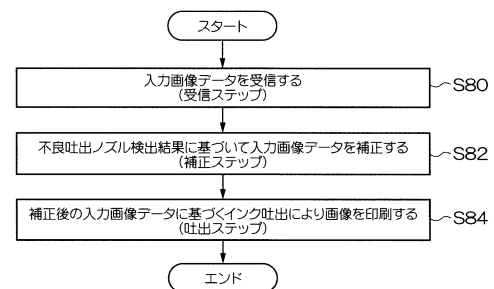 スタート
入力画像データを受信する
(受信ステップ)
S80
不良吐出ノズル検出結果に基づいて入力画像データを補正する
(補正ステップ)
S82
補正後の入力画像データに基づくインク吐出により画像を印刷する
(吐出ステップ)
S84
エンド